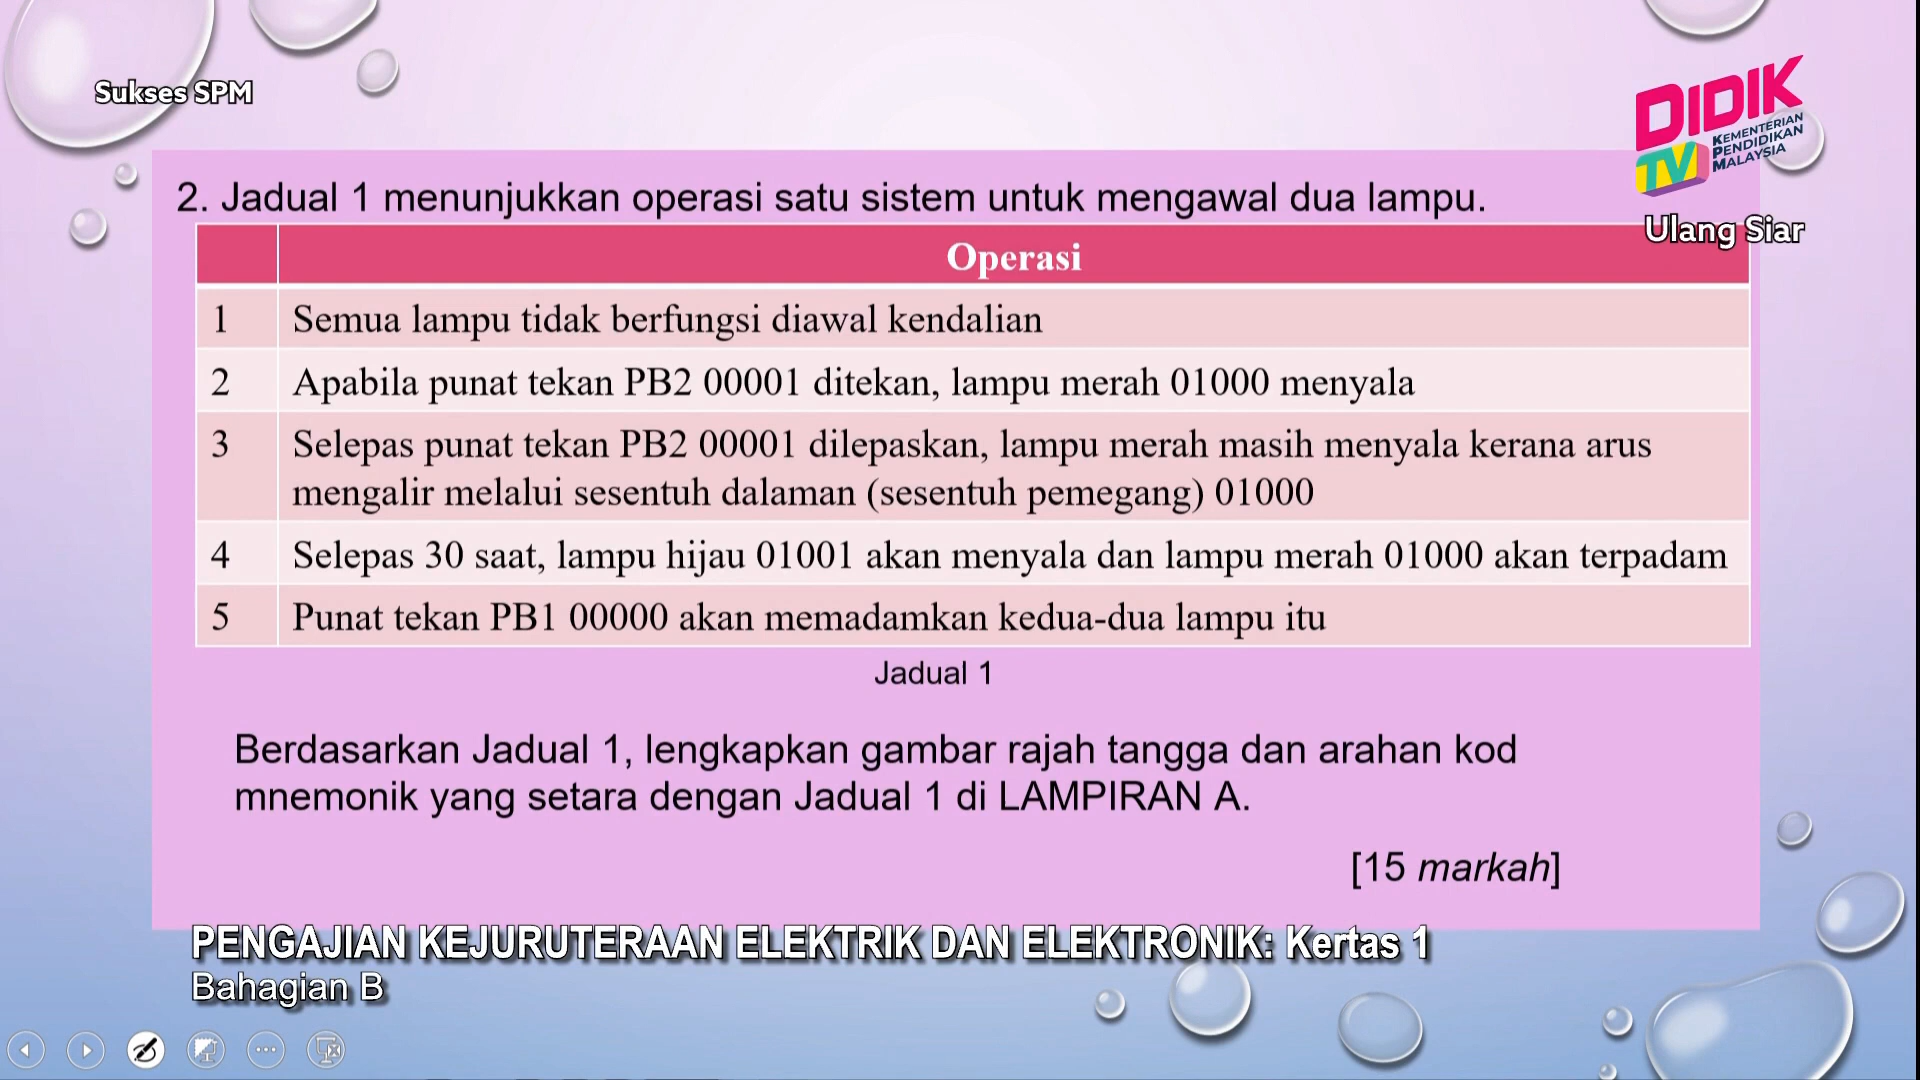 Sukses SPM
DIDIK
TV
KEMENTERIAN
PENDIDIKAN
MALAYSIA
Ulang Siar
2. Jadual 1 menunjukkan operasi satu sistem untuk mengawal dua lampu.
Operasi
1 Semua lampu tidak berfungsi diawal kendalian
2 Apabila punat tekan PB2 00001 ditekan, lampu merah 01000 menyala
3 Selepas punat tekan PB2 00001 dilepaskan, lampu merah masih menyala kerana arus
mengalir melalui sesentuh dalaman (sesentuh pemegang) 01000
4 Selepas 30 saat, lampu hijau 01001 akan menyala dan lampu merah 01000 akan terpadam
5 Punat tekan PB1 00000 akan memadamkan kedua-dua lampu itu
Jadual 1
Berdasarkan Jadual 1, lengkapkan gambar rajah tangga dan arahan kod
mnemonik yang setara dengan Jadual 1 di LAMPIRAN A.
[15 markah]
PENGAJIAN KEJURUTERAAN ELEKTRIK DAN ELEKTRONIK: Kertas 1
Bahagian B